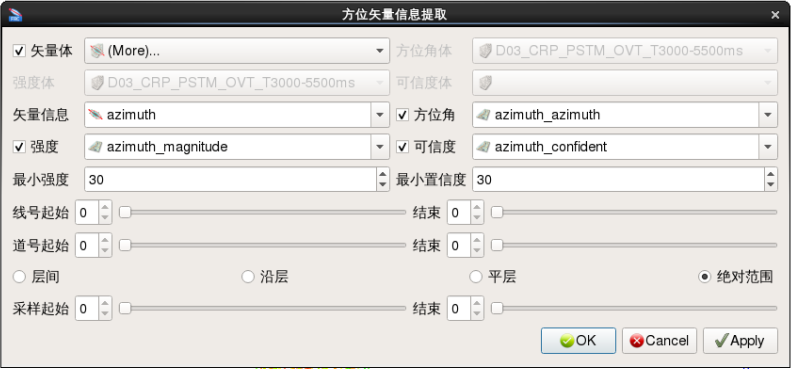 方位矢量信息提取
矢量体 (More)... 方位角体 D03_CRP_PSTM_OVT_T3000-5500ms
强度体 D03_CRP_PSTM_OVT_T3000-5500ms 可信度体
矢量信息 azimuth 方位角 azimuth_azimuth
强度 azimuth_magnitude 可信度 azimuth_confident
最小强度 30 最小置信度 30
线号起始 0 结束 0
道号起始 0 结束 0
层间 沿层 平层 绝对范围
采样起始 0 结束 0
OK Cancel Apply